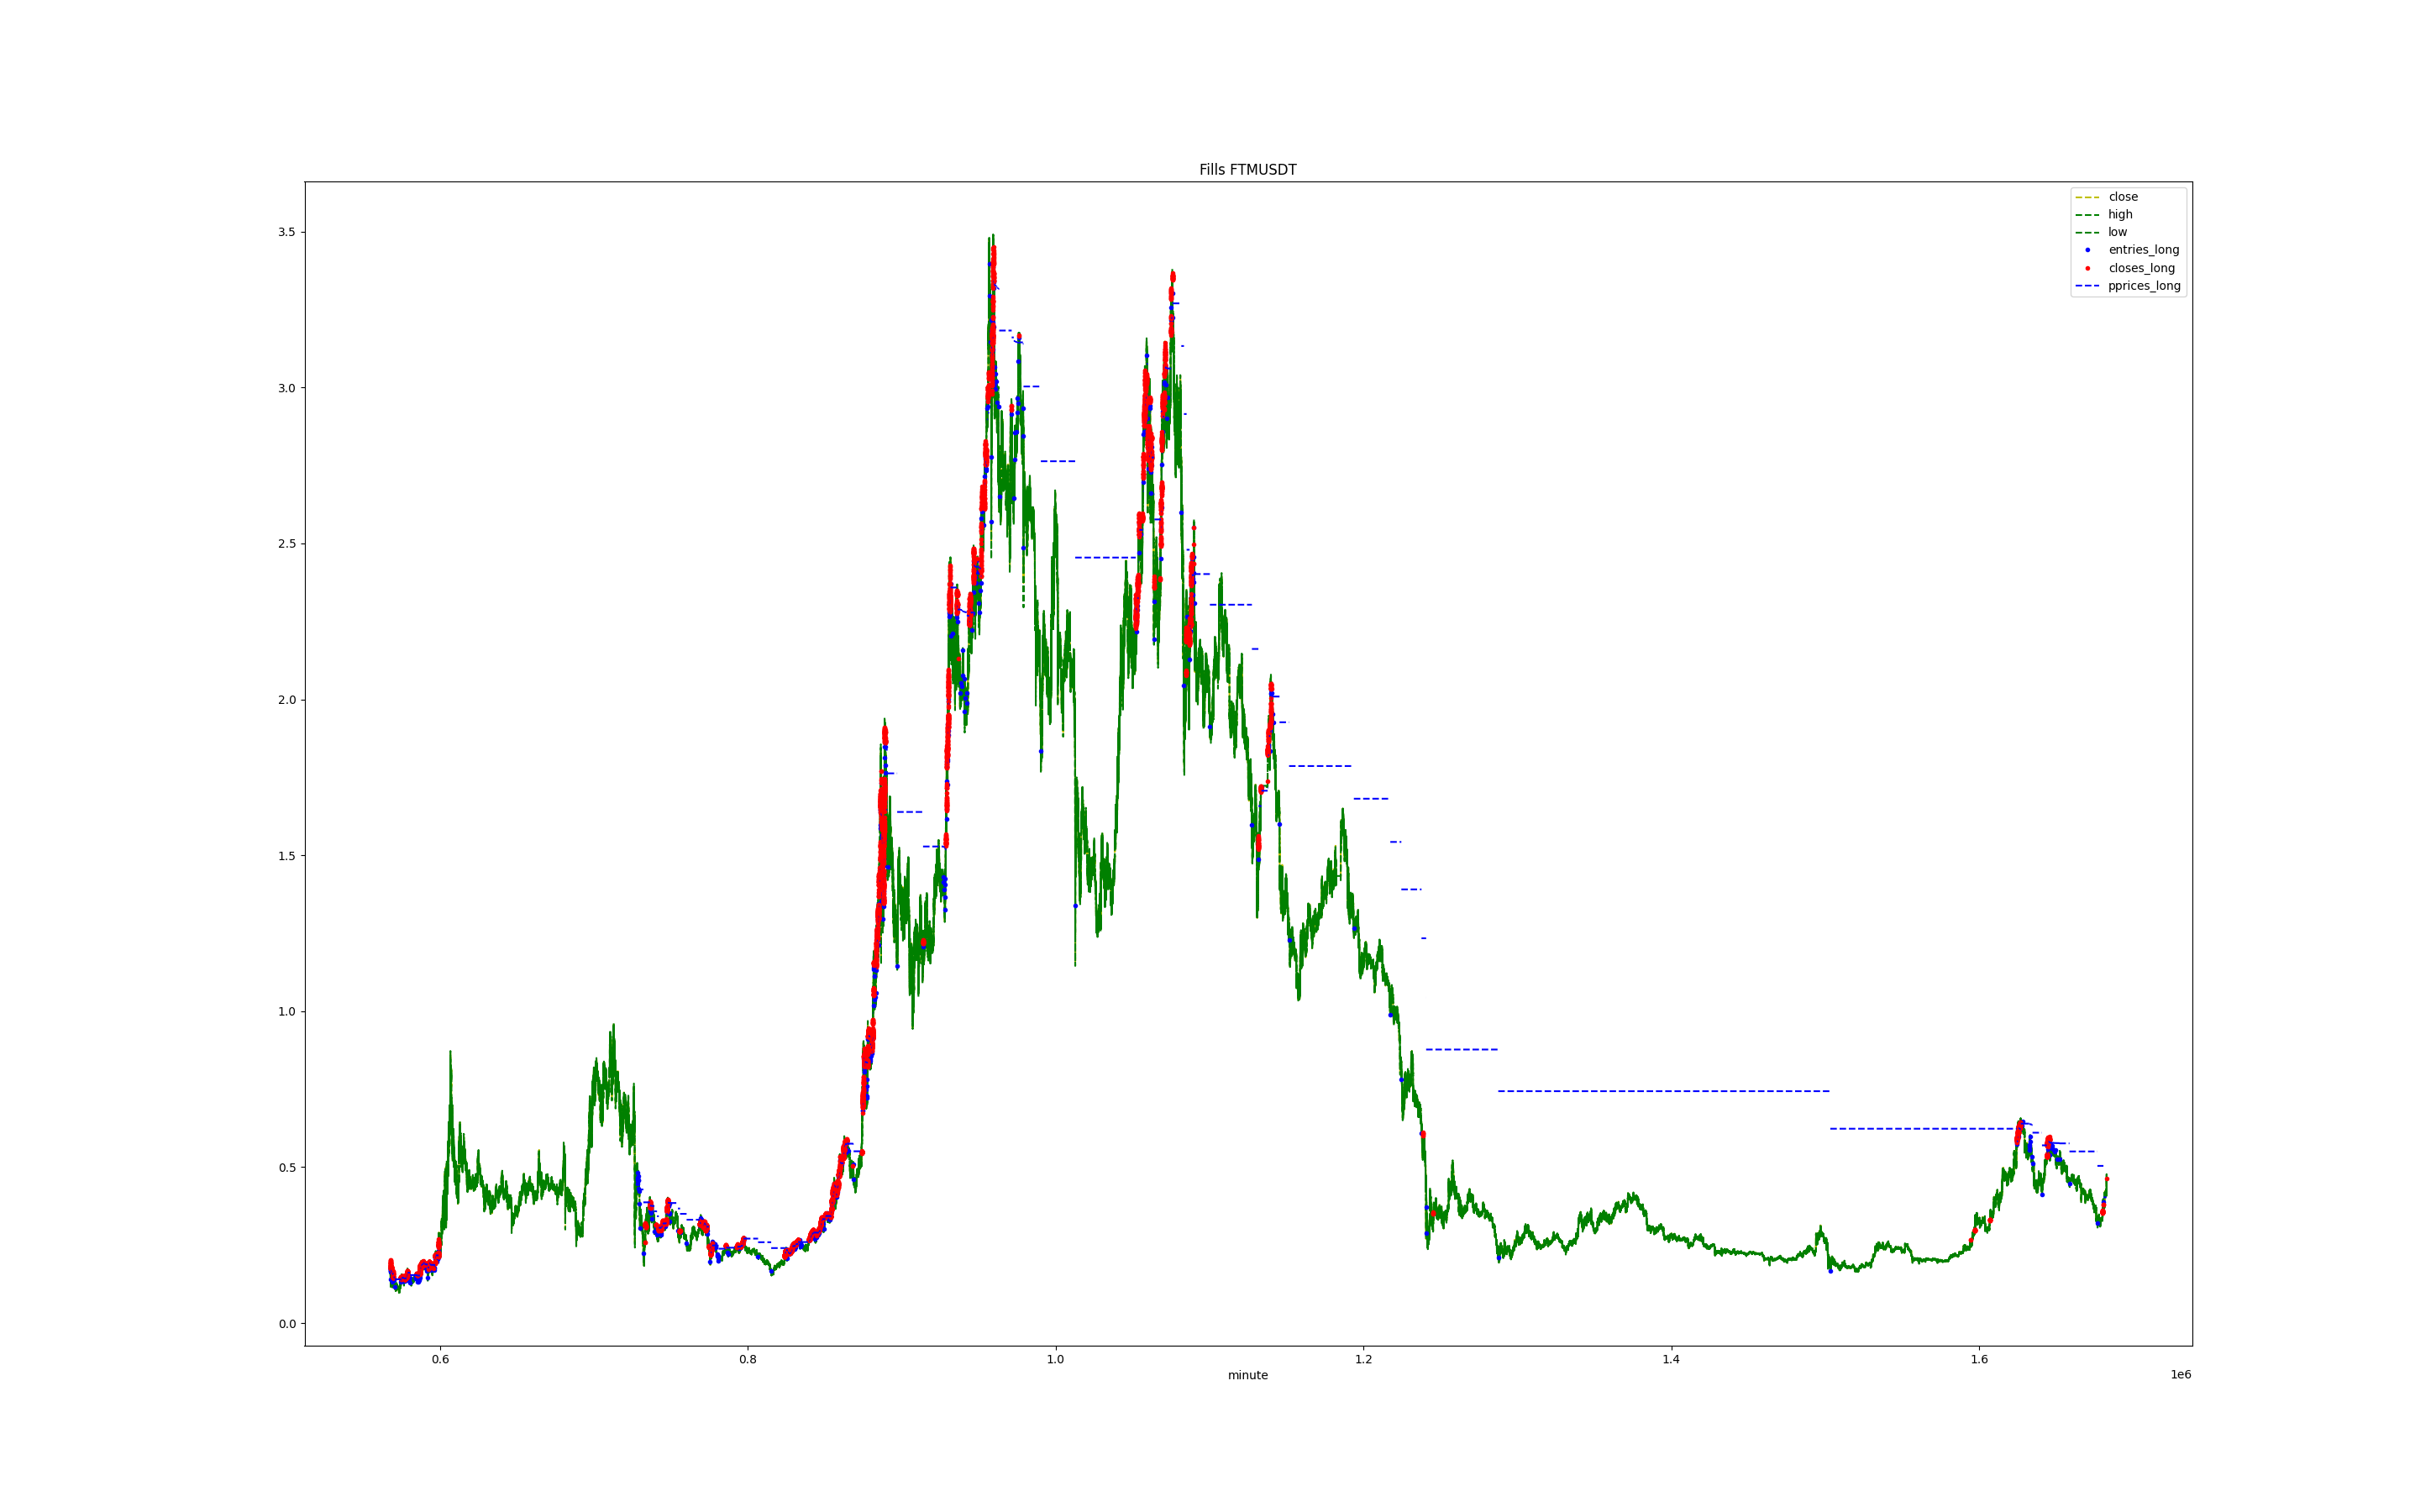 Fills FTMUSDT
close
high
low
entries_long
closes_long
pprices_long
3.5
3.0
2.5
2.0
1.5
1.0
0.5
0.0
0.6 0.8 1.0 1.2 1.4 1.6
minute
1e6